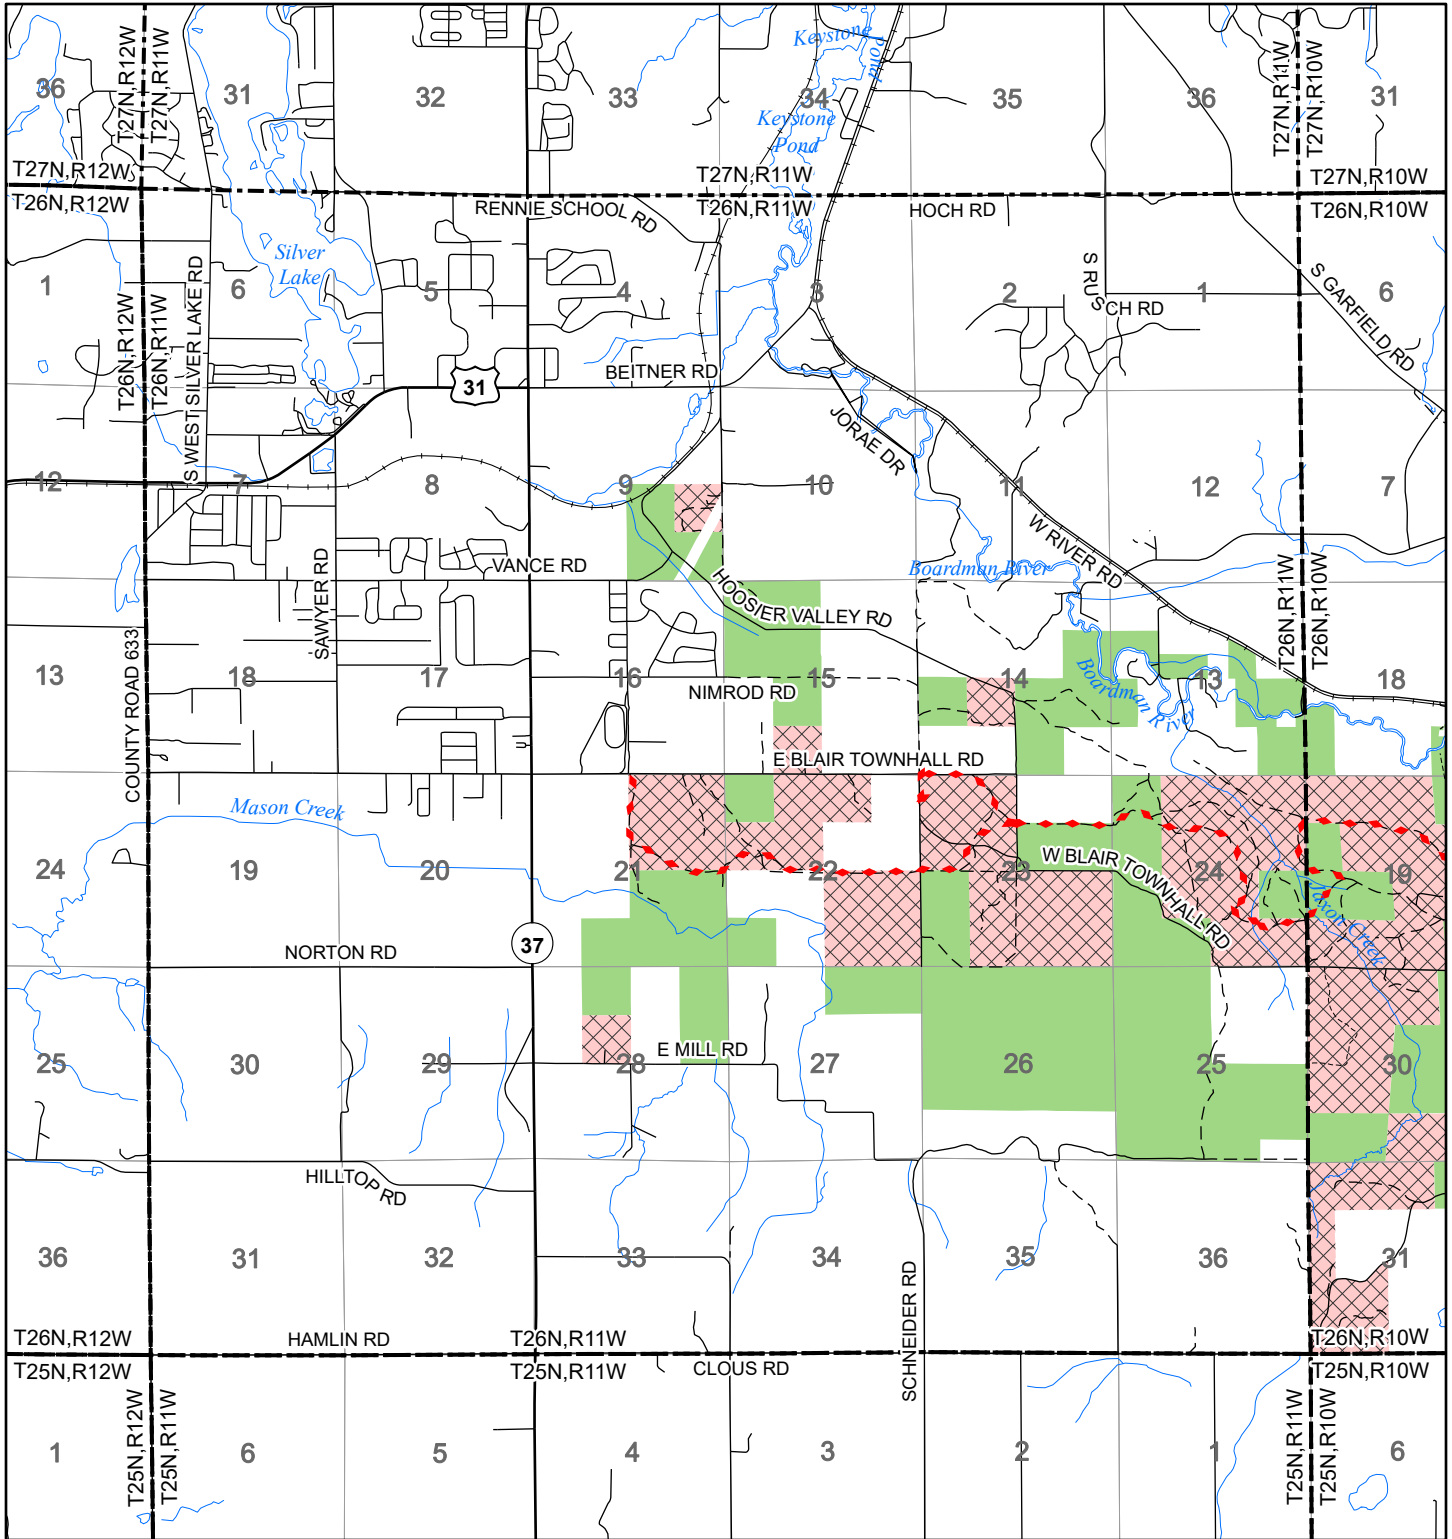 Keystone
Pond
36
31
32
33
34
35
36
31
T27N,R12W
T27N,R11W
T27N,R11W
T27N,R10W
Keystone
Pond
T27N,R12W
T27N,R11W
T27N,R10W
T26N,R12W
T26N,R11W
T26N,R10W
RENNIE SCHOOL RD
HOCH RD
Silver
Lake
S WEST SILVER LAKE RD
S RUSCH RD
S GARFIELD RD
1
6
5
4
3
2
1
6
T26N,R12W
T26N,R11W
BEITNER RD
31
JORAE DR
12
7
8
9
10
11
12
7
W RIVER RD
VANCE RD
Boardman River
HOOSIER VALLEY RD
SAWYER RD
T26N,R11W
T26N,R10W
COUNTY ROAD 633
13
18
17
16
15
14
13
18
NIMROD RD
Boardman River
E BLAIR TOWNHALL RD
Mason Creek
W BLAIR TOWNHALL RD
24
19
20
21
22
23
24
19
Jaxon Creek
37
NORTON RD
E MILL RD
25
30
29
28
27
26
25
30
HILLTOP RD
36
31
32
33
34
35
36
31
SCHNEIDER RD
T26N,R12W
HAMLIN RD
T26N,R11W
T26N,R10W
T25N,R12W
T25N,R11W
CLOUS RD
T25N,R10W
T25N,R12W
T25N,R11W
T25N,R11W
T25N,R10W
1
6
5
4
3
2
1
6